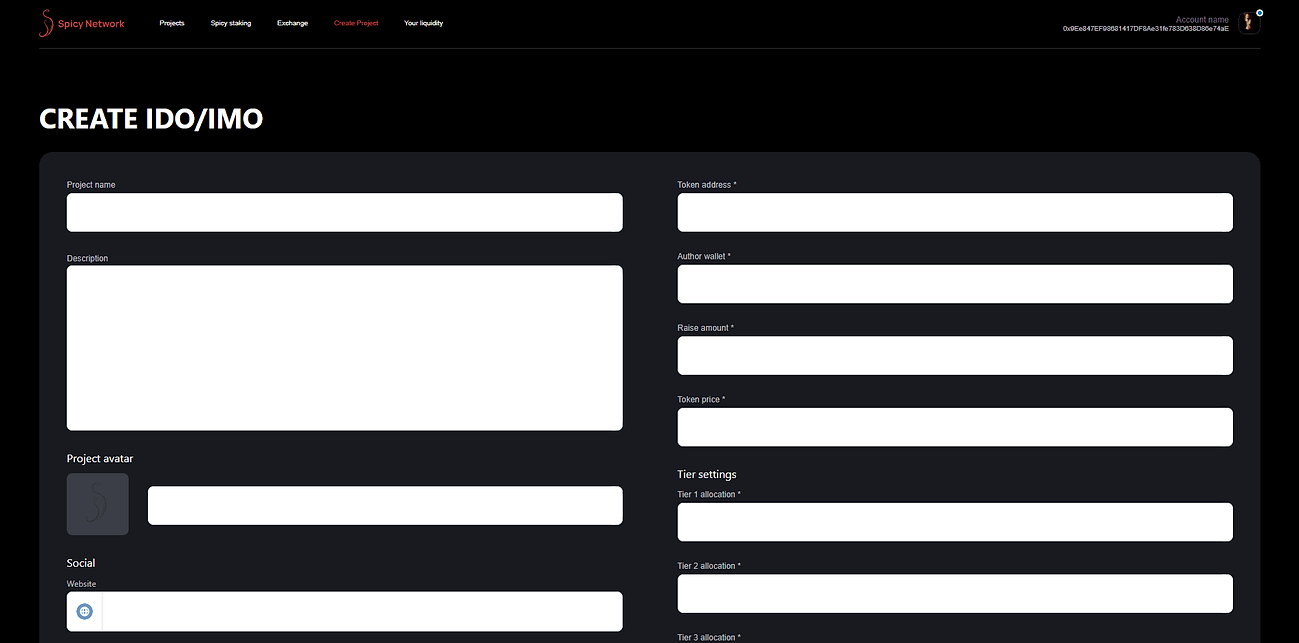 Spicy Network
Projects
Spicy staking
Exchange
Create Project
Your liquidity
Account name
0x9Ee847EF98681417DF8Ae31fe783D638D86e74aE
CREATE IDO/IMO
Project name
Description
Project avatar
Social
Website
Token address *
Author wallet *
Raise amount *
Token price *
Tier settings
Tier 1 allocation *
Tier 2 allocation *
Tier 3 allocation *